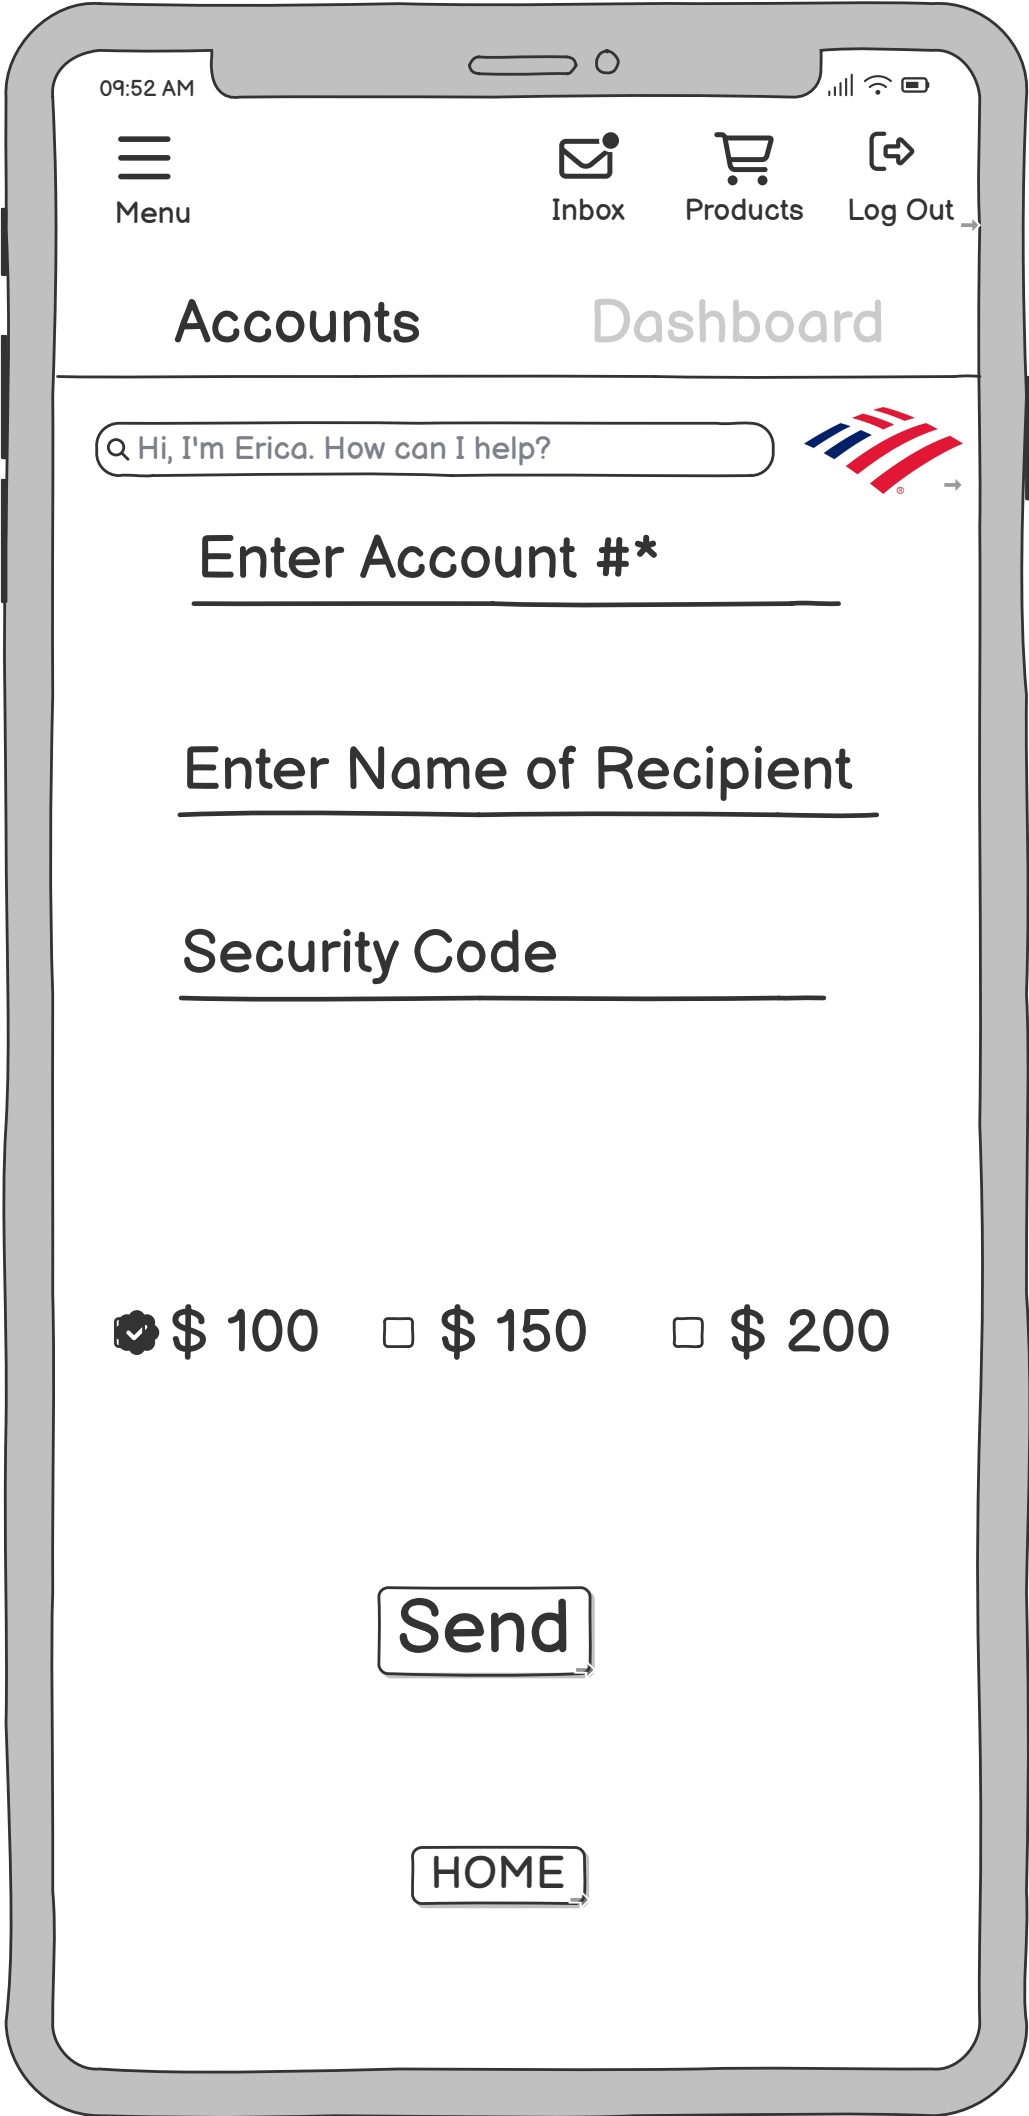 09:52 AM
Menu
Inbox
Products
Log Out
Accounts
Dashboard
Hi, I'm Erica. How can I help?
®
Enter Account #*
Enter Name of Recipient
Security Code
$ 100
$ 150
$ 200
Send
HOME